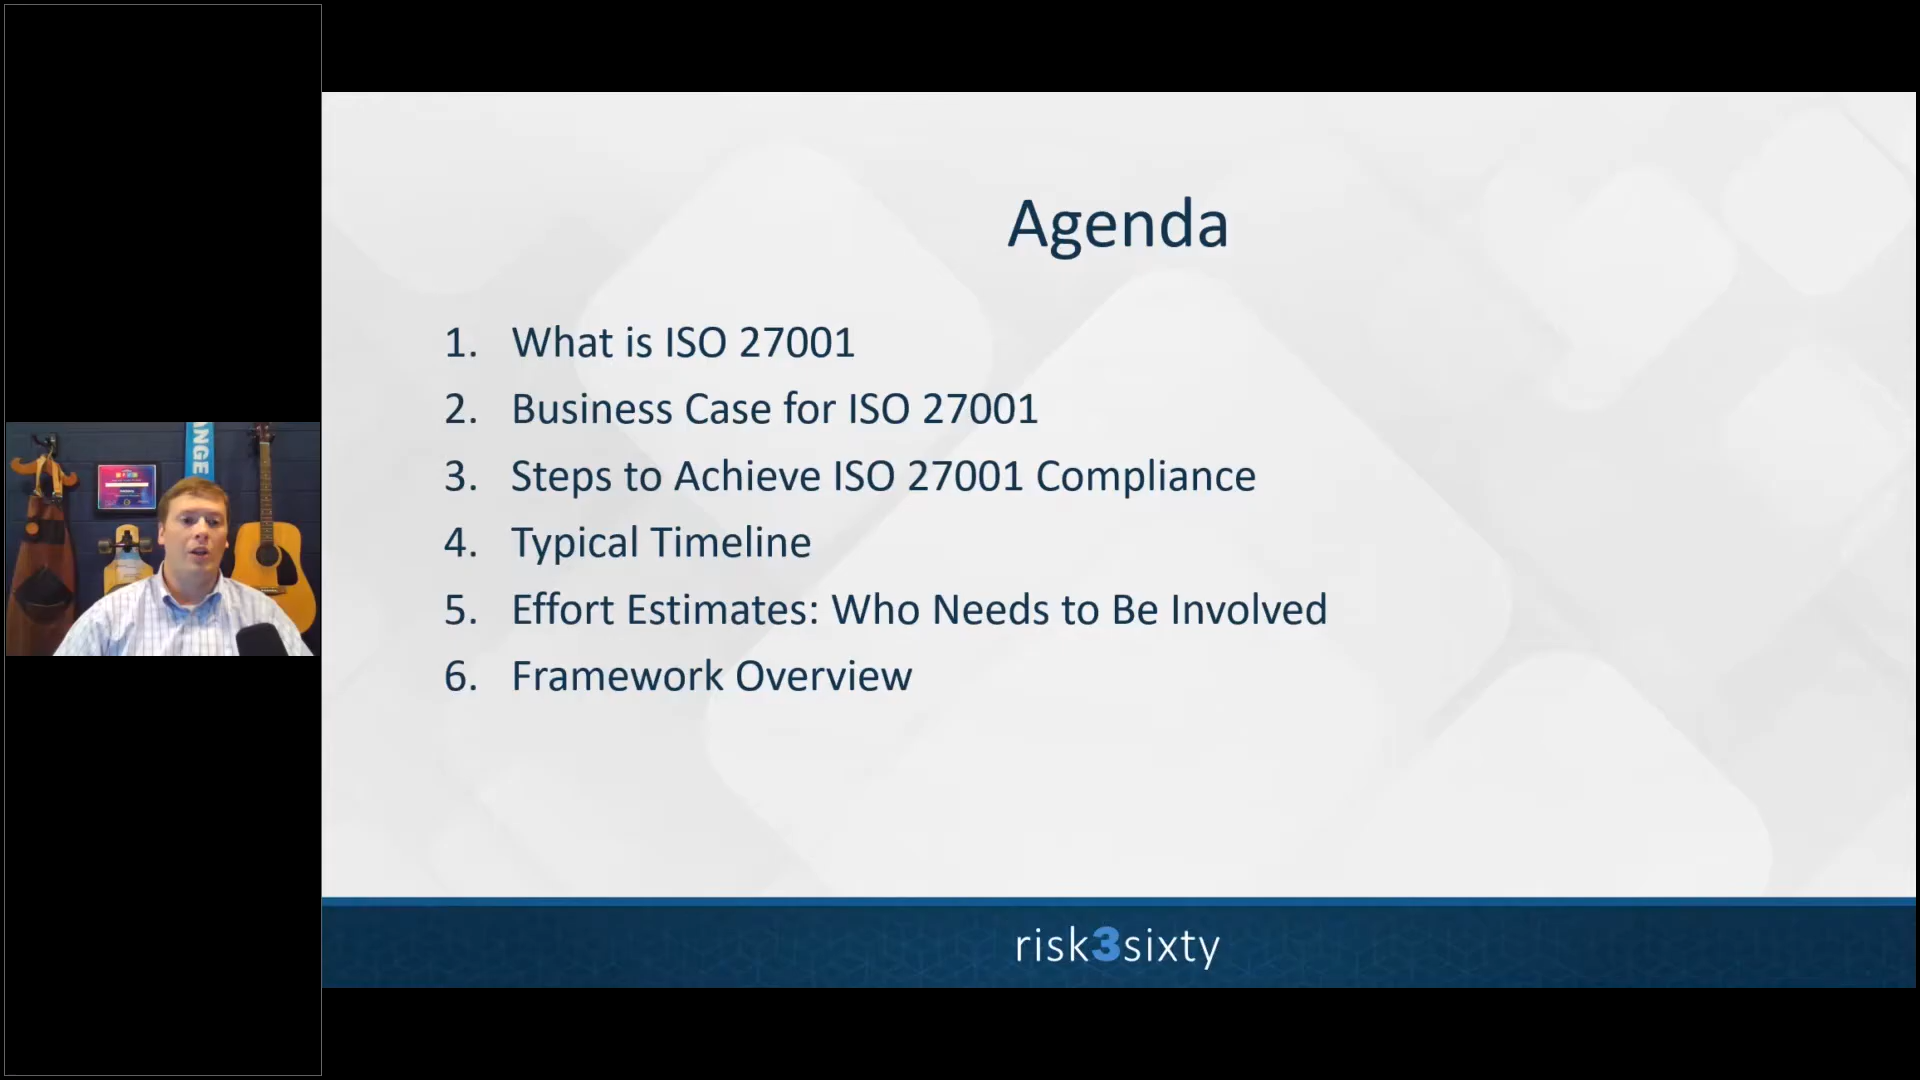 ANGE
Agenda
1. What is ISO 27001
2. Business Case for ISO 27001
3. Steps to Achieve ISO 27001 Compliance
4. Typical Timeline
5. Effort Estimates: Who Needs to Be Involved
6. Framework Overview
risk3sixty